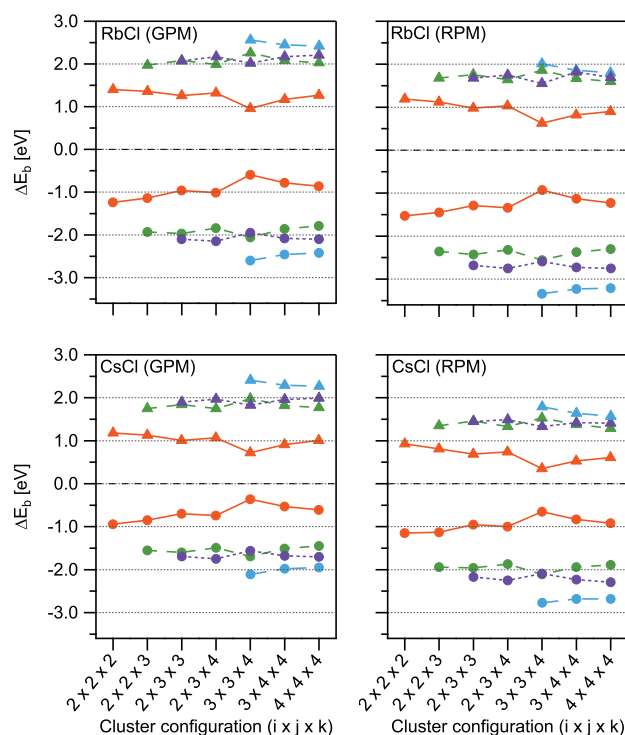 RbCl (GPM)
3.0
2.0
1.0
0.0
-1.0
-2.0
-3.0
ΔE_b [eV]
RbCl (RPM)
CsCl (GPM)
3.0
2.0
1.0
0.0
-1.0
-2.0
-3.0
ΔE_b [eV]
CsCl (RPM)
2 x 2 x 2
2 x 2 x 3
2 x 3 x 3
2 x 3 x 4
3 x 3 x 4
3 x 4 x 4
4 x 4 x 4
Cluster configuration (i x j x k)
2 x 2 x 2
2 x 2 x 3
2 x 3 x 3
2 x 3 x 4
3 x 3 x 4
3 x 4 x 4
4 x 4 x 4
Cluster configuration (i x j x k)